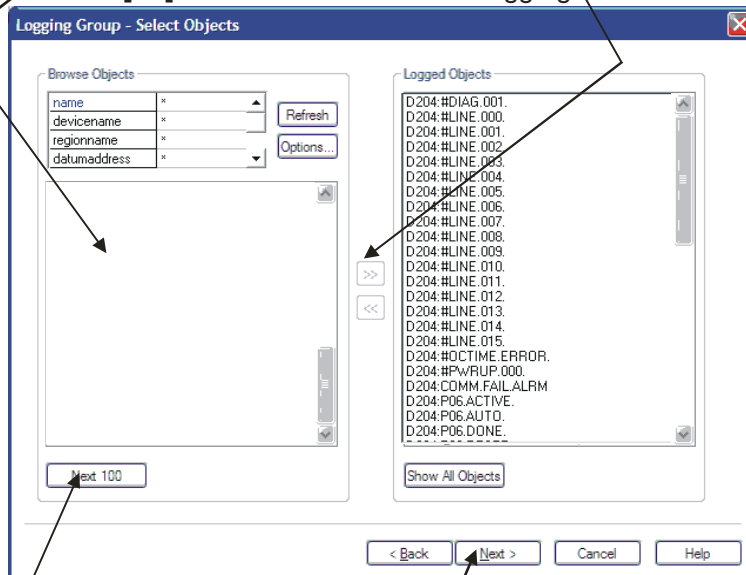 Logging Group - Select Objects
Browse Objects
name *
devicename *
regionname *
datumaddress *
Refresh
Options...
Next 100
Logged Objects
D204:#DIAG.001.
D204:#LINE.000.
D204:#LINE.001.
D204:#LINE.002.
D204:#LINE.003.
D204:#LINE.004.
D204:#LINE.005.
D204:#LINE.006.
D204:#LINE.007.
D204:#LINE.008.
D204:#LINE.009.
D204:#LINE.010.
D204:#LINE.011.
D204:#LINE.012.
D204:#LINE.013.
D204:#LINE.014.
D204:#LINE.015.
D204:#OCTIME.ERROR.
D204:#PWRUP.000.
D204:COMM.FAIL.ALRM
D204:P06.ACTIVE.
D204:P06.AUTO.
D204:P06.DONE.
>>
<<
Show All Objects
< Back
Next >
Cancel
Help